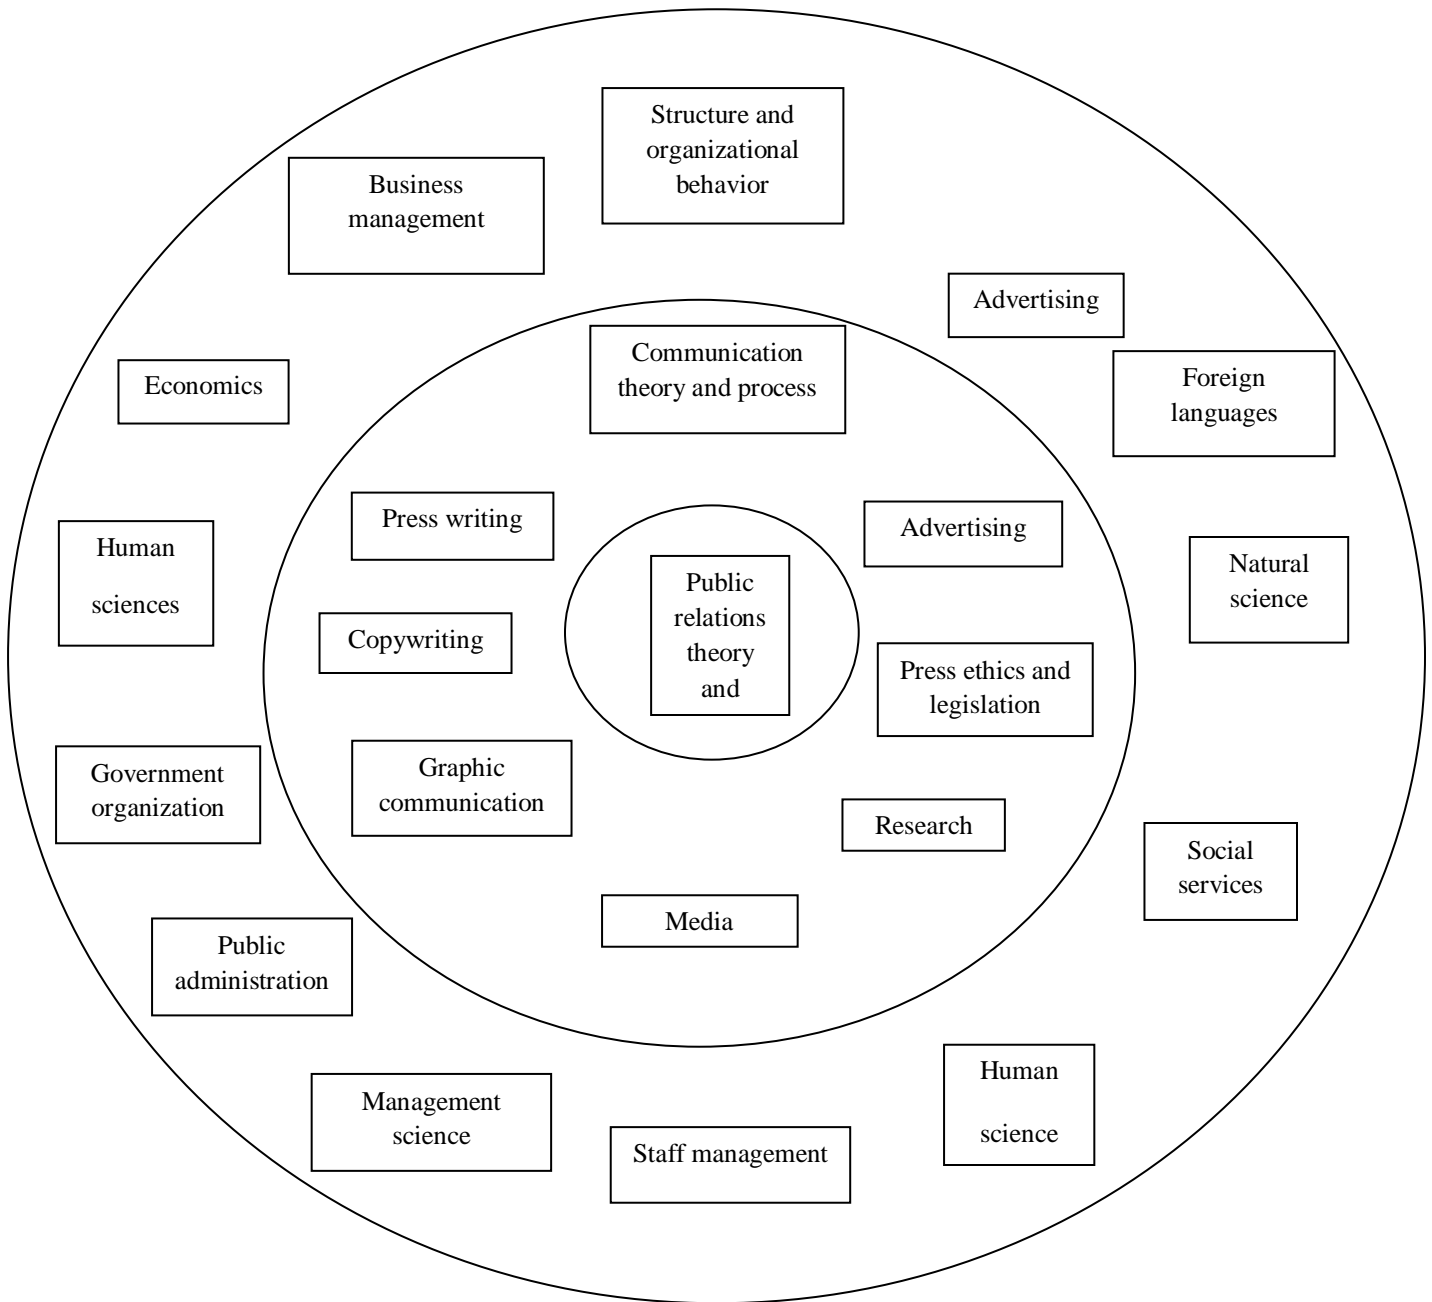 Structure and
organizational
behavior
Business
management
Advertising
Foreign
languages
Economics
Communication
theory and process
Press writing
Advertising
Human
sciences
Natural
science
Public
relations
theory
and
Copywriting
Press ethics and
legislation
Government
organization
Graphic
communication
Research
Social
services
Media
Public
administration
Human
science
Management
science
Staff management